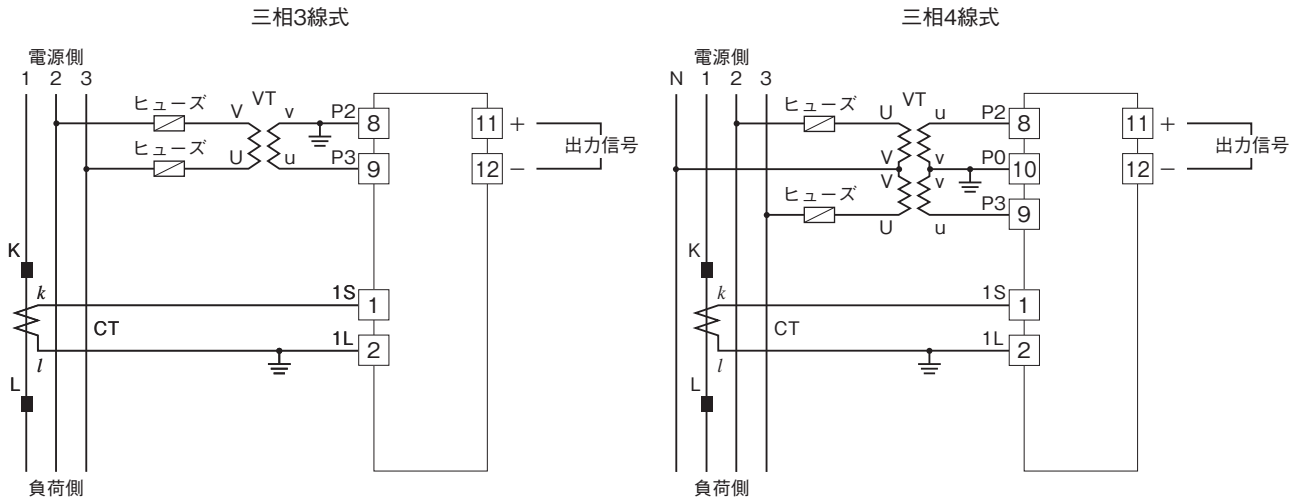 三相3線式
電源側
1 2 3
ヒューズ
ヒューズ
V VT v
U u
P2
8
P3
9
11 +
12 −
出力信号
K
k
CT
l
L
1S
1
1L
2
負荷側
三相4線式
電源側
N 1 2 3
ヒューズ
ヒューズ
U VT u
V v
V v
U u
P2
8
P0
10
P3
9
11 +
12 −
出力信号
K
k
CT
l
L
1S
1
1L
2
負荷側